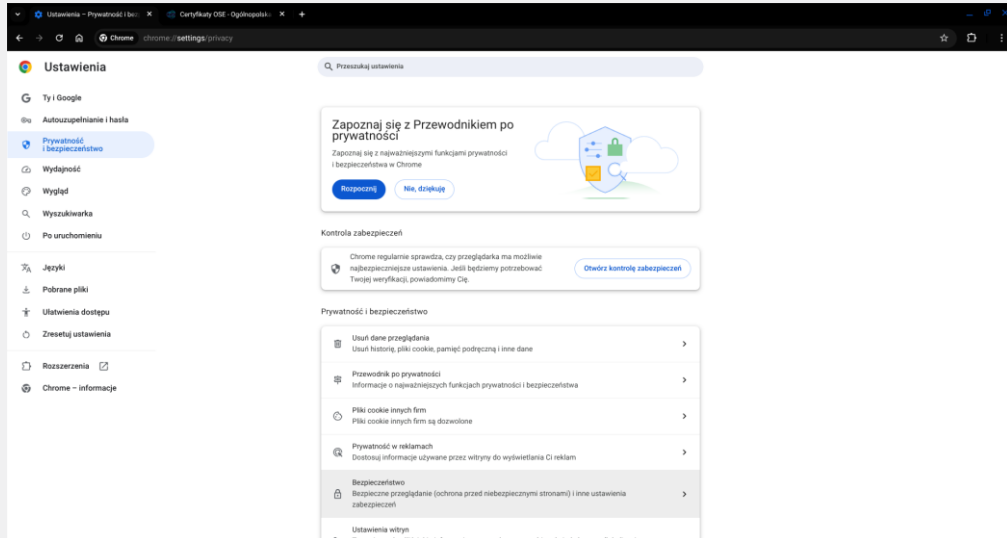 Ustawienia – Prywatność i bez
Certyfikaty OSE - Ogólnopolska
Chrome
chrome://settings/privacy
Ustawienia
Przeszukaj ustawienia
Ty i Google
Autouzupełnianie i hasła
Prywatność
i bezpieczeństwo
Wydajność
Wygląd
Wyszukiwarka
Po uruchomieniu
Języki
Pobrane pliki
Ułatwienia dostępu
Zresetuj ustawienia
Rozszerzenia
Chrome – informacje
Zapoznaj się z Przewodnikiem po
prywatności
Zapoznaj się z najważniejszymi funkcjami prywatności
i bezpieczeństwa w Chrome
Rozpocznij
Nie, dziękuję
Kontrola zabezpieczeń
Chrome regularnie sprawdza, czy przeglądarka ma możliwie
najbezpieczniejsze ustawienia. Jeśli będziemy potrzebować
Twojej weryfikacji, powiadomimy Cię.
Otwórz kontrolę zabezpieczeń
Prywatność i bezpieczeństwo
Usuń dane przeglądania
Usuń historię, pliki cookie, pamięć podręczną i inne dane
Przewodnik po prywatności
Informacje o najważniejszych funkcjach prywatności i bezpieczeństwa
Pliki cookie innych firm
Pliki cookie innych firm są dozwolone
Prywatność w reklamach
Dostosuj informacje używane przez witryny do wyświetlania Ci reklam
Bezpieczeństwo
Bezpieczne przeglądanie (ochrona przed niebezpiecznymi stronami) i inne ustawienia
zabezpieczeń
Ustawienia witryn